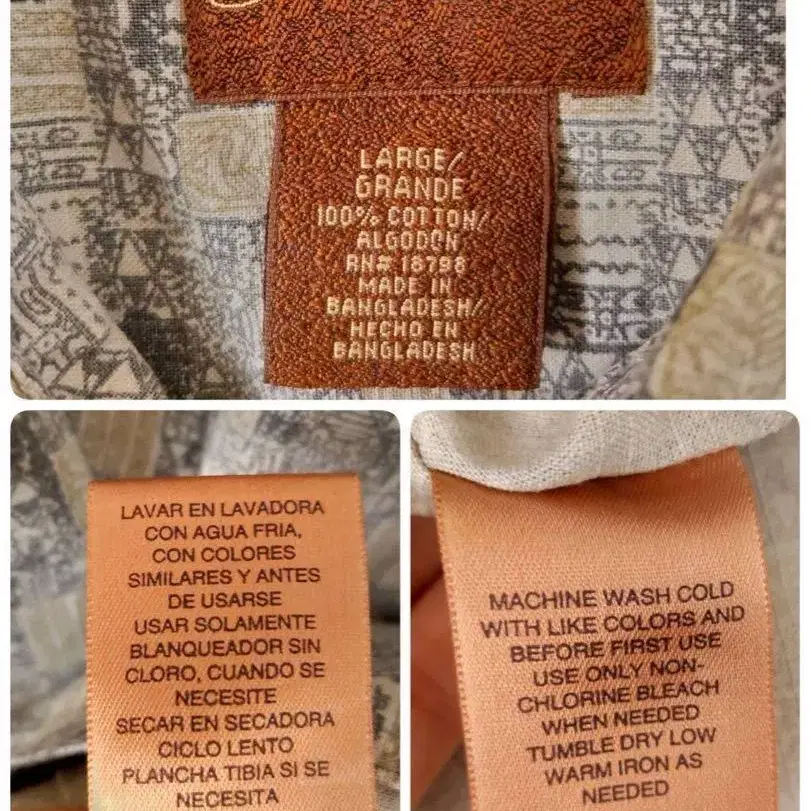 LARGE/
GRANDE
100% COTTON/
ALGODON
RN# 18798
MADE IN
BANGLADESH/
HECHO EN
BANGLADESH
LAVAR EN LAVADORA
CON AGUA FRIA,
CON COLORES
SIMILARES Y ANTES
DE USARSE
USAR SOLAMENTE
BLANQUEADOR SIN
CLORO, CUANDO SE
NECESITE
SECAR EN SECADORA
CICLO LENTO
PLANCHA TIBIA SI SE
NECESITA
MACHINE WASH COLD
WITH LIKE COLORS AND
BEFORE FIRST USE
USE ONLY NON-
CHLORINE BLEACH
WHEN NEEDED
TUMBLE DRY LOW
WARM IRON AS
NEEDED